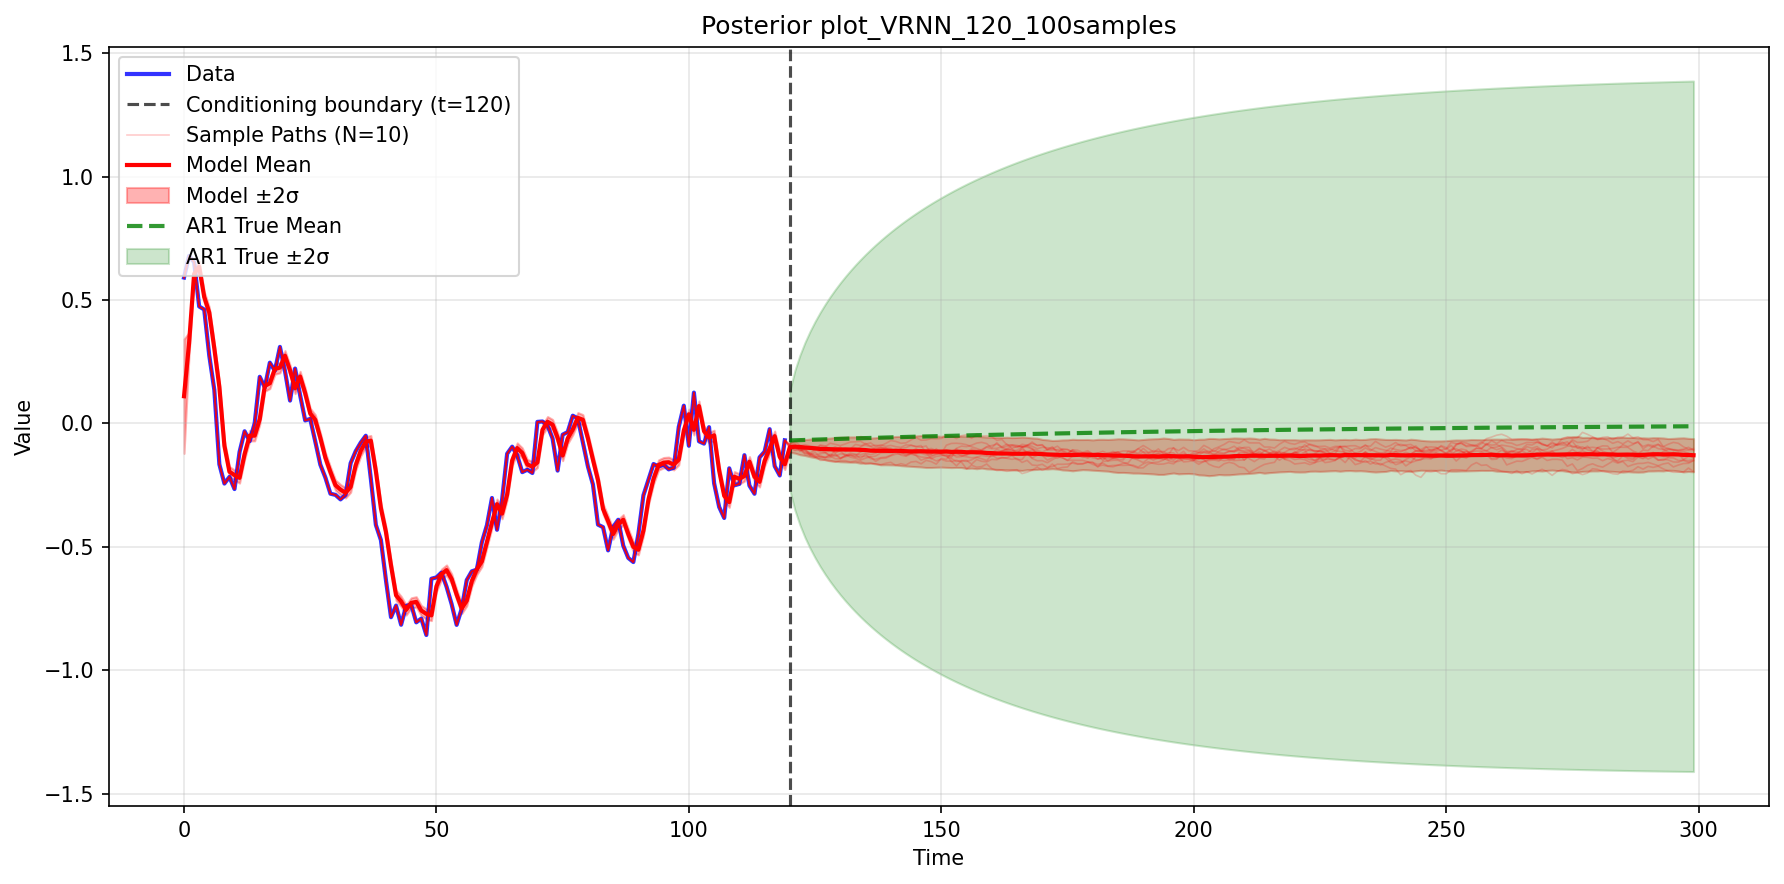 Posterior plot_VRNN_120_100samples
Data
Conditioning boundary (t=120)
Sample Paths (N=10)
Model Mean
Model ±2σ
AR1 True Mean
AR1 True ±2σ
1.5
1.0
0.5
0.0
−0.5
−1.0
−1.5
Value
0 50 100 150 200 250 300
Time